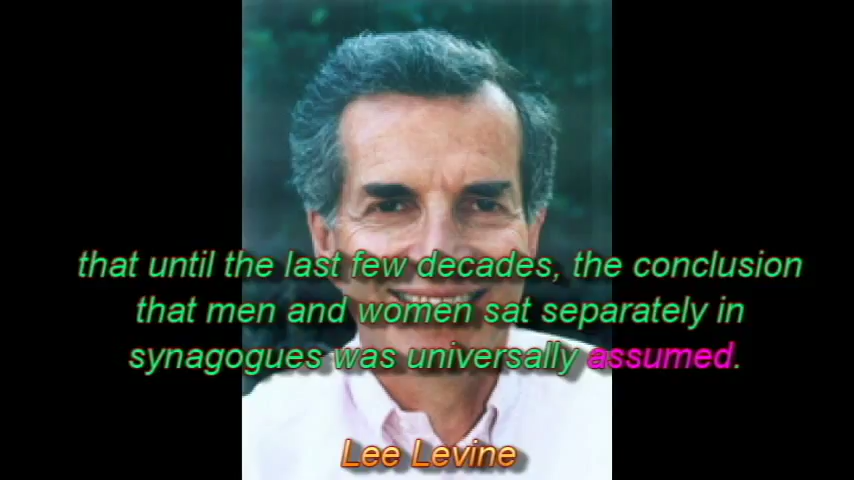 that until the last few decades, the conclusion
that men and women sat separately in
synagogues was universally assumed.
Lee Levine